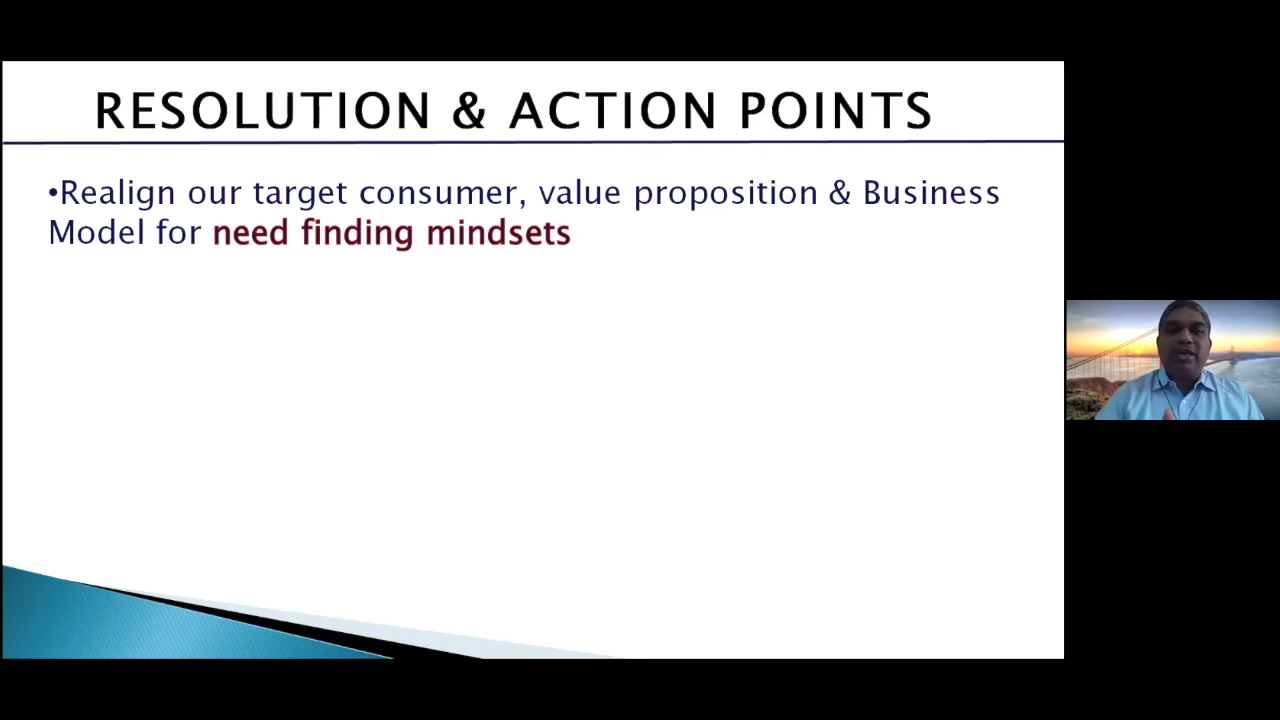 RESOLUTION & ACTION POINTS
•Realign our target consumer, value proposition & Business
Model for need finding mindsets